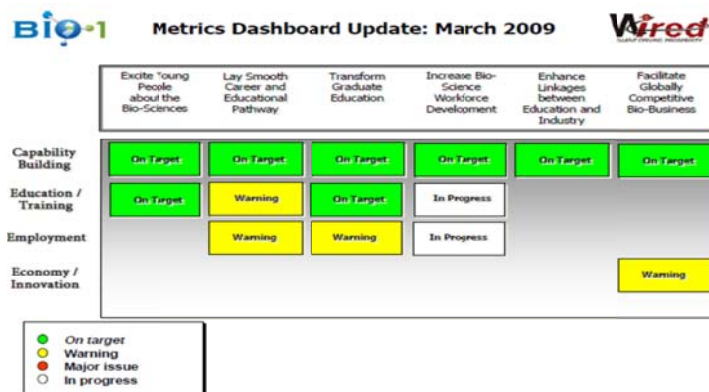 BIO-1
Metrics Dashboard Update: March 2009
Wired
Excite Young
People
about the
Bio-Sciences
Lay Smooth
Career and
Educational
Pathway
Transform
Graduate
Education
Increase Bio-
Science
Workforce
Development
Enhance
Linkages
between
Education and
Industry
Facilitate
Globally
Competitive
Bio-Business
Capability
Building
On Target
On Target
On Target
On Target
On Target
On Target
Education /
Training
On Target
Warning
On Target
In Progress
Employment
Warning
Warning
In Progress
Economy /
Innovation
Warning
On target
Warning
Major issue
In progress